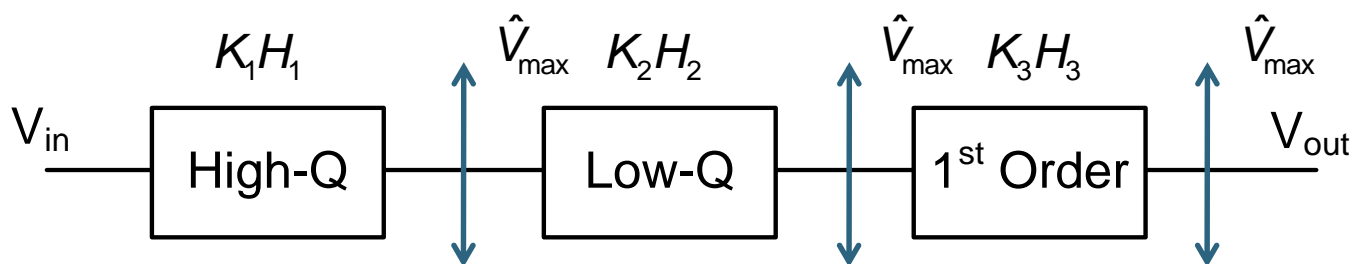 K₁H₁ V̂max K₂H₂ V̂max K₃H₃ V̂max
Vin High-Q Low-Q 1st Order Vout